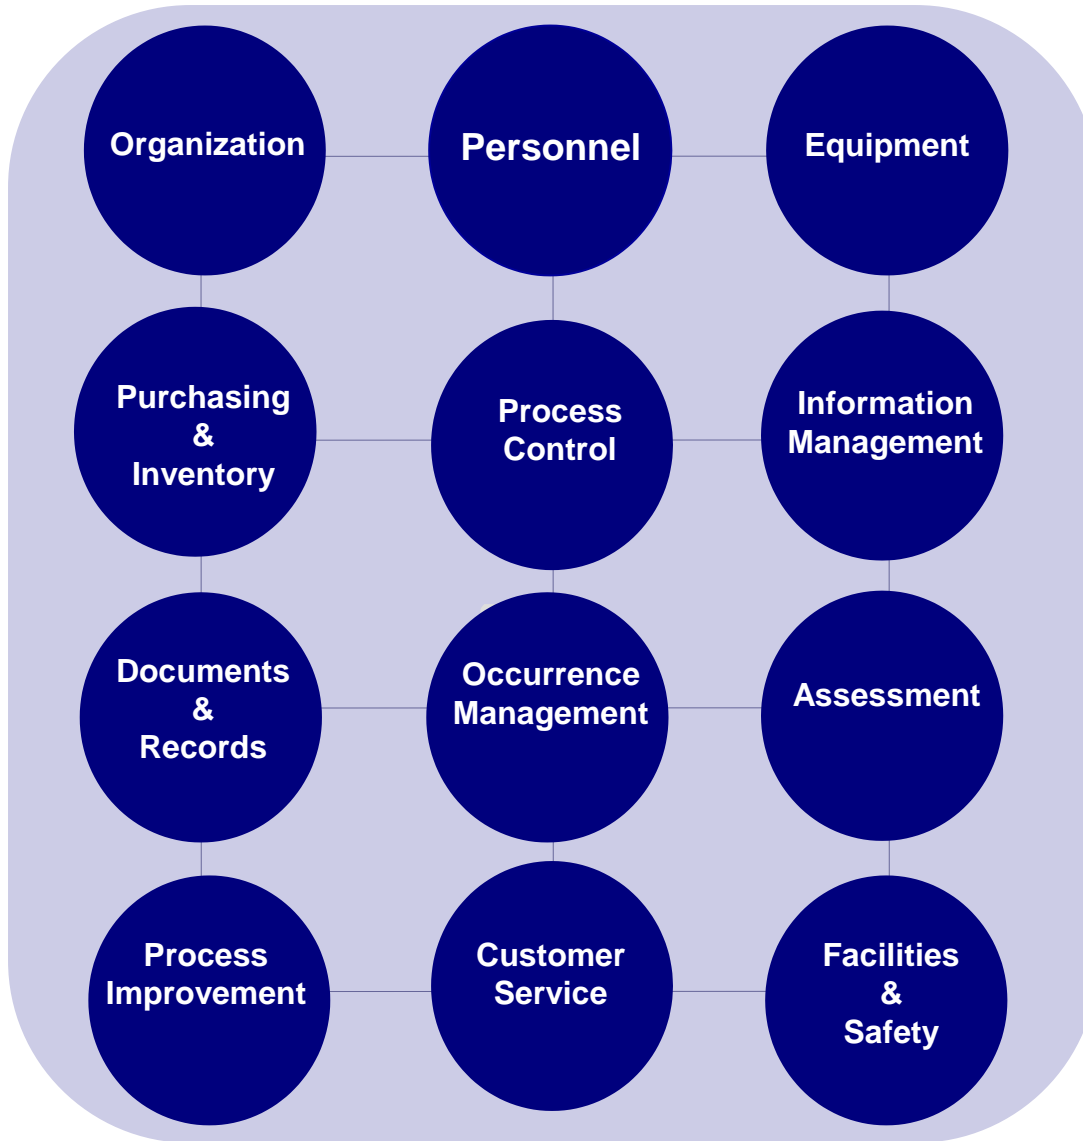 Organization
Personnel
Equipment
Purchasing
&
Inventory
Process
Control
Information
Management
Documents
&
Records
Occurrence
Management
Assessment
Process
Improvement
Customer
Service
Facilities
&
Safety